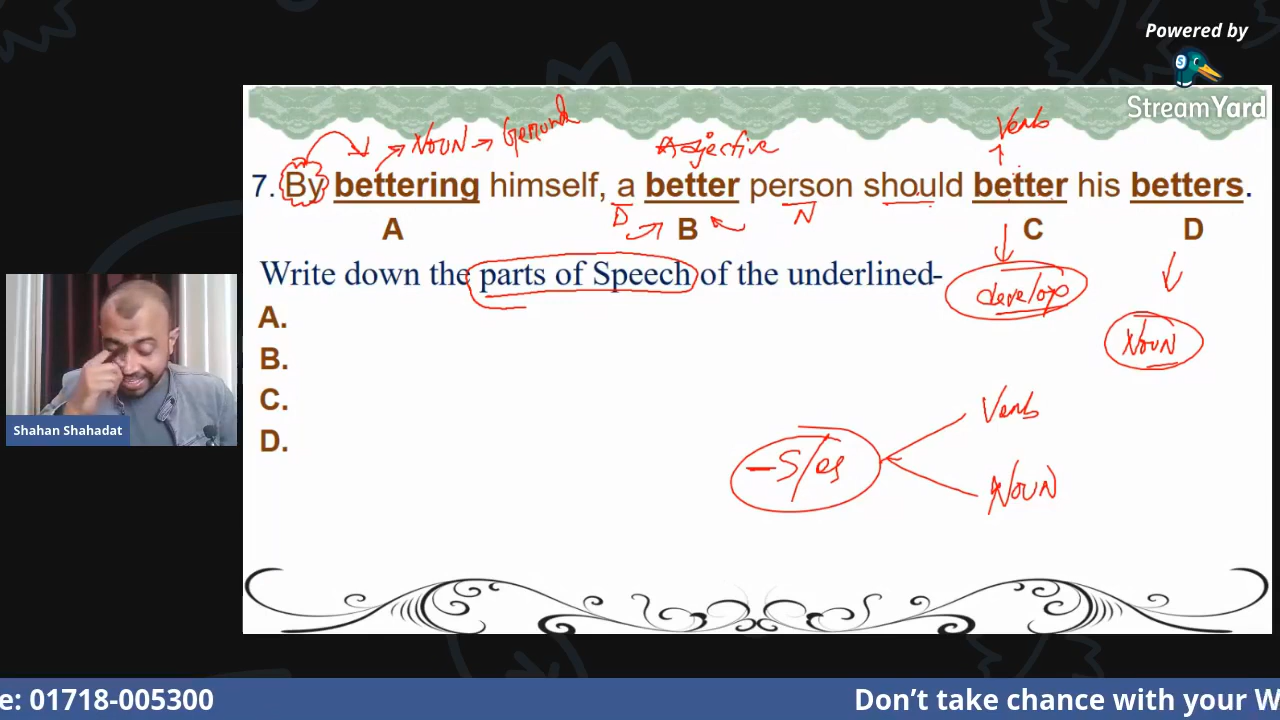 Powered by
StreamYard
Noun → Gerund
Adjective
Verb
7. By bettering himself, a better person should better his betters.
D
N
A B C D
Write down the parts of Speech of the underlined-
develop
Noun
A.
B.
C.
D.
Verb
-S/es
Noun
Shahan Shahadat
e: 01718-005300
Don't take chance with your W